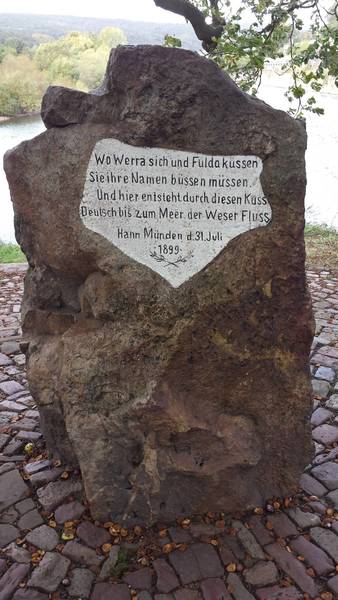 Wo Werra sich und Fulda küssen
Sie ihre Namen büssen müssen.
Und hier entsteht durch diesen Kuss
Deutsch bis zum Meer der Weser Fluss.
Hann. Münden d. 31. Juli
1899.